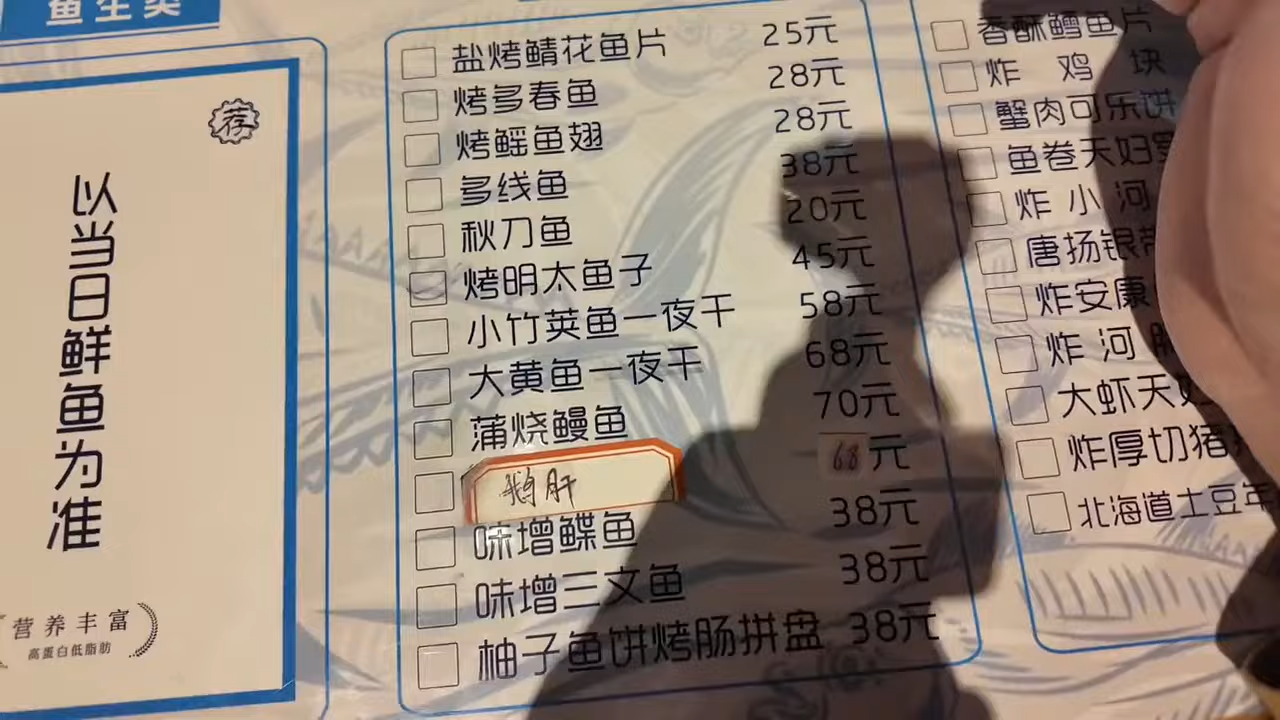 鱼生类
荐
以当日鲜鱼为准
营养丰富
高蛋白低脂肪
盐烤鲭花鱼片 25元
烤多春鱼 28元
烤鳐鱼翅 28元
多线鱼 38元
秋刀鱼 20元
烤明太鱼子 45元
小竹荚鱼一夜干 58元
大黄鱼一夜干 68元
蒲烧鳗鱼 70元
鹅肝 68元
味增鲽鱼 38元
味增三文鱼 38元
柚子鱼饼烤肠拼盘 38元
香酥鳕鱼片
炸鸡块
蟹肉可乐饼
鱼卷天妇
炸小河
唐扬银
炸安康
炸河
大虾天妇
炸厚切猪
北海道土豆年